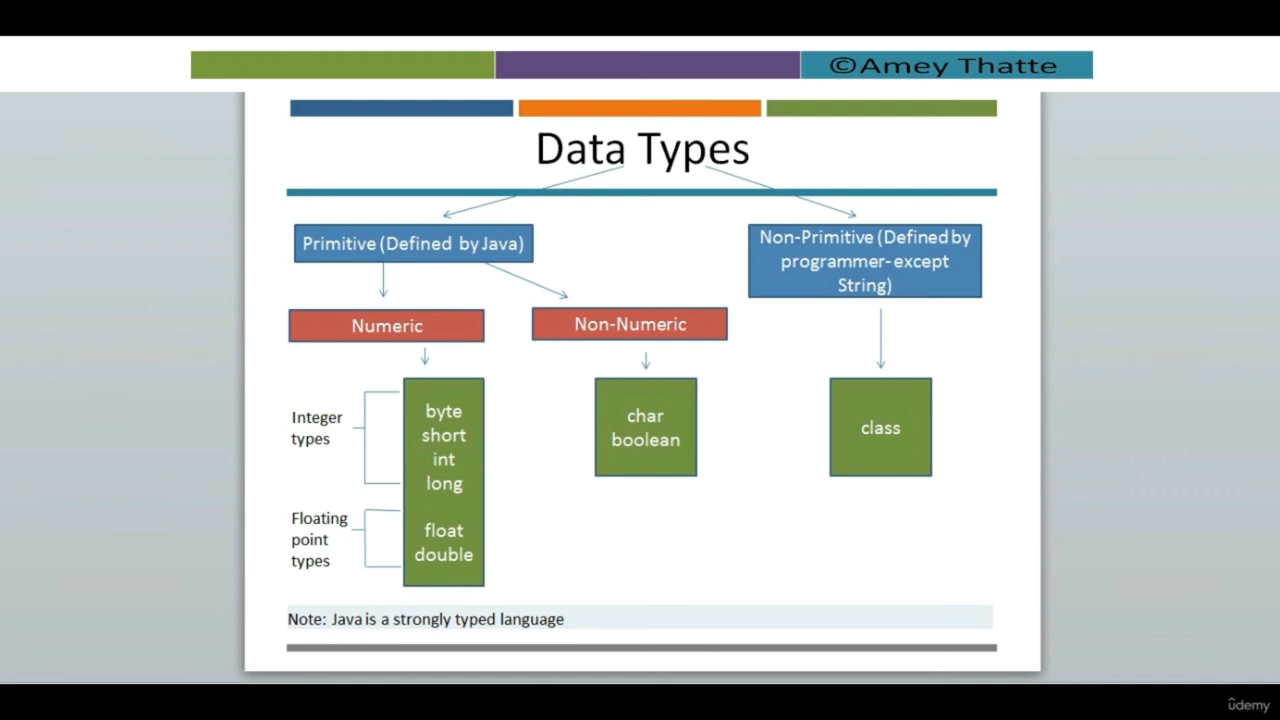 ©Amey Thatte
Data Types
Primitive (Defined by Java)
Non-Primitive (Defined by
programmer-except
String)
Numeric
Non-Numeric
Integer
types
byte
short
int
long
char
boolean
class
Floating
point
types
float
double
Note: Java is a strongly typed language
ûdemy